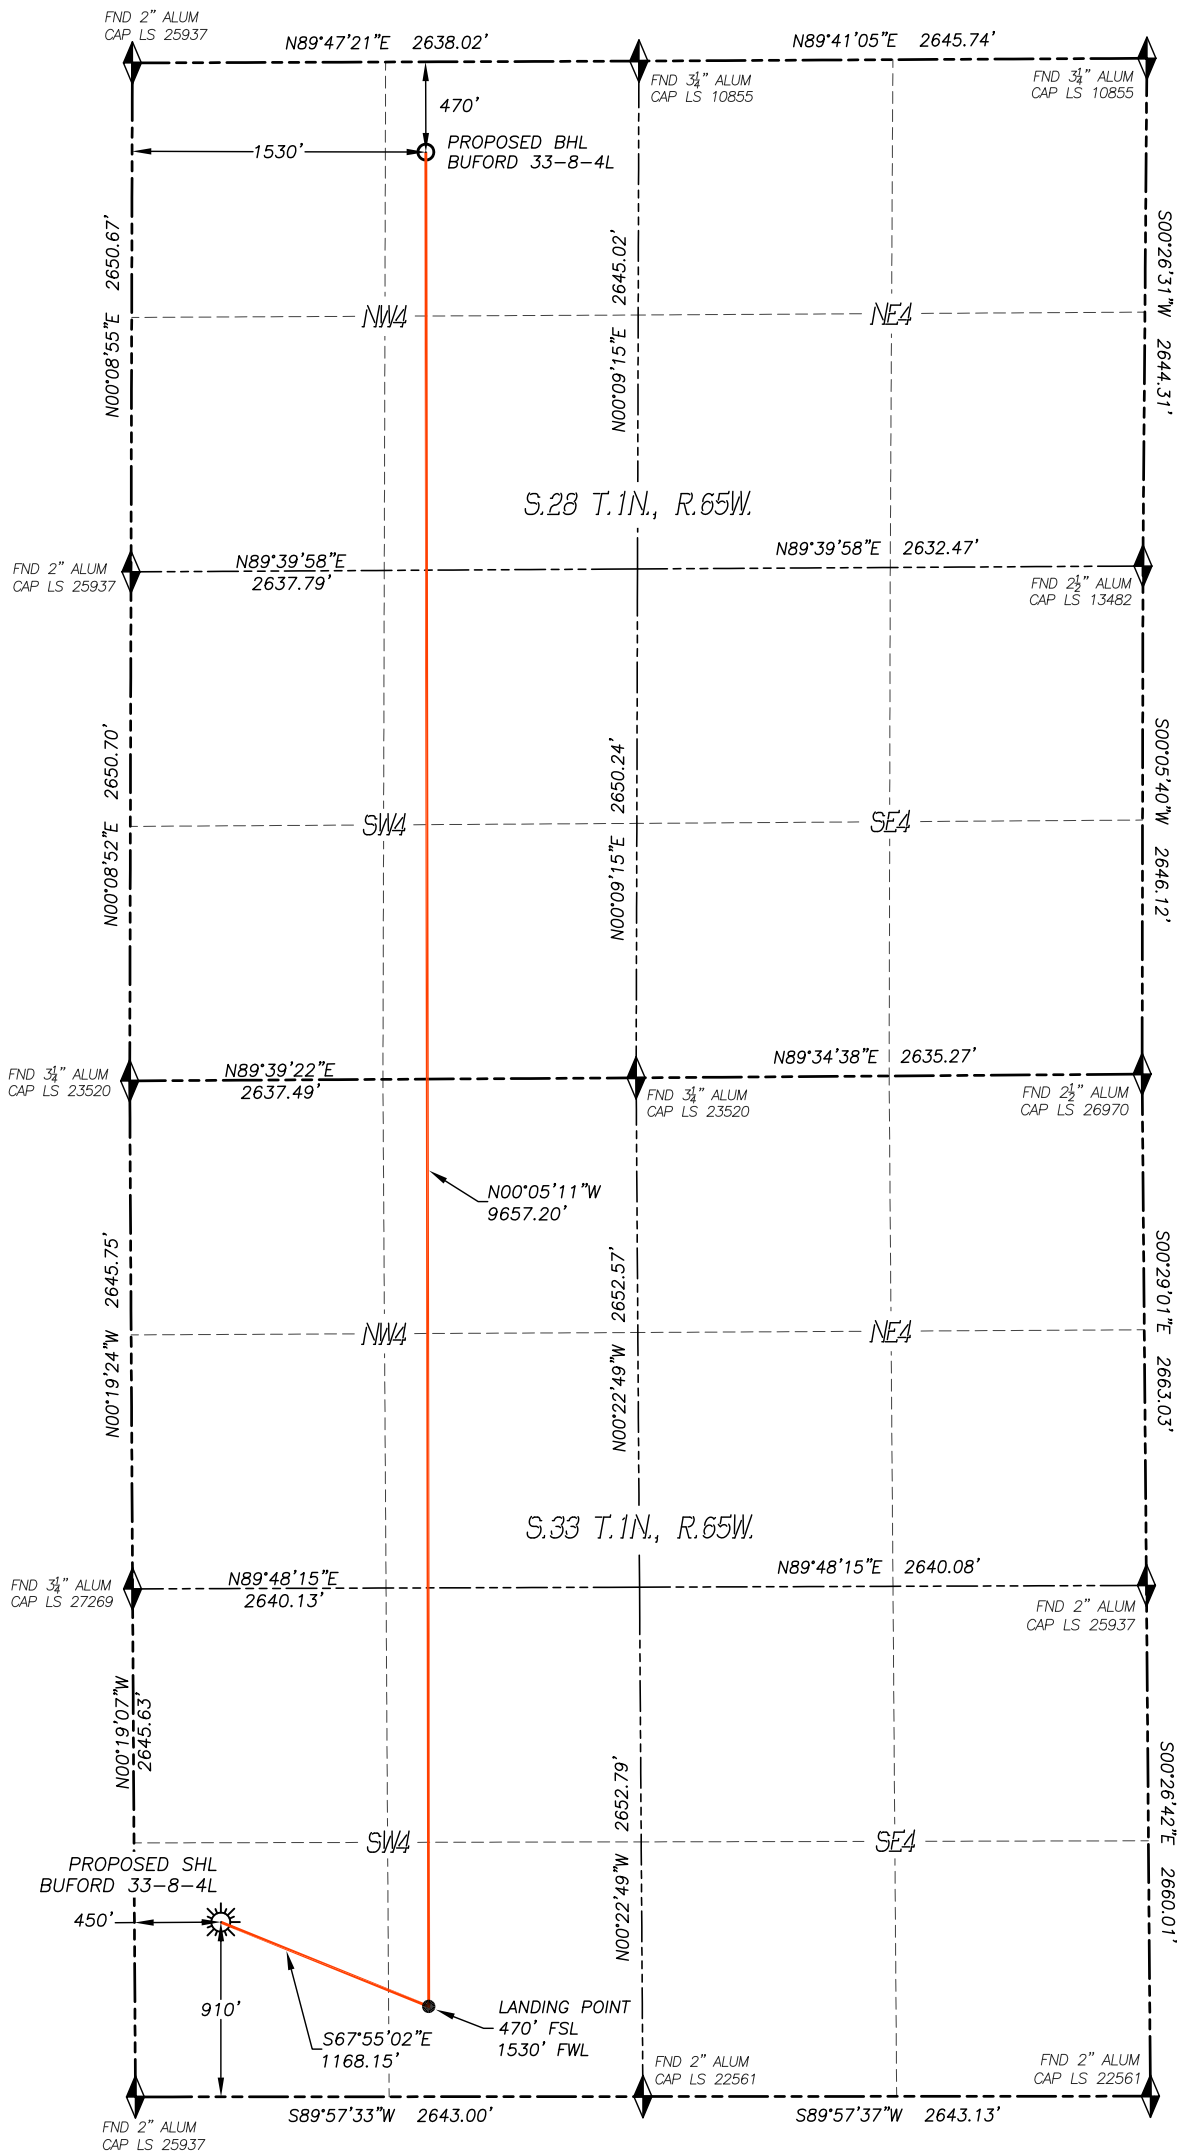 FND 2" ALUM
CAP LS 25937
N89°47'21"E 2638.02'
N89°41'05"E 2645.74'
FND 3¼" ALUM
CAP LS 10855
FND 3¼" ALUM
CAP LS 10855
470'
1530'
PROPOSED BHL
BUFORD 33-8-4L
N00°08'55"E 2650.67'
N00°09'15"E 2645.02'
S00°26'31"W 2644.31'
NW4
NE4
S.28 T.1N., R.65W.
FND 2" ALUM
CAP LS 25937
N89°39'58"E
2637.79'
N89°39'58"E 2632.47'
FND 2½" ALUM
CAP LS 13482
N00°08'52"E 2650.70'
N00°09'15"E 2650.24'
S00°05'40"W 2646.12'
SW4
SE4
FND 3¼" ALUM
CAP LS 23520
N89°39'22"E
2637.49'
N89°34'38"E 2635.27'
FND 3¼" ALUM
CAP LS 23520
FND 2½" ALUM
CAP LS 26970
N00°05'11"W
9657.20'
N00°19'24"W 2645.75'
N00°22'49"W 2652.57'
S00°29'01"E 2663.03'
NW4
NE4
S.33 T.1N., R.65W.
FND 3¼" ALUM
CAP LS 27269
N89°48'15"E
2640.13'
N89°48'15"E 2640.08'
FND 2" ALUM
CAP LS 25937
N00°19'07"W
2645.63'
N00°22'49"W 2652.79'
S00°26'42"E 2660.01'
SW4
SE4
PROPOSED SHL
BUFORD 33-8-4L
450'
910'
S67°55'02"E
1168.15'
LANDING POINT
470' FSL
1530' FWL
FND 2" ALUM
CAP LS 22561
FND 2" ALUM
CAP LS 22561
S89°57'33"W 2643.00'
S89°57'37"W 2643.13'
FND 2" ALUM
CAP LS 25937